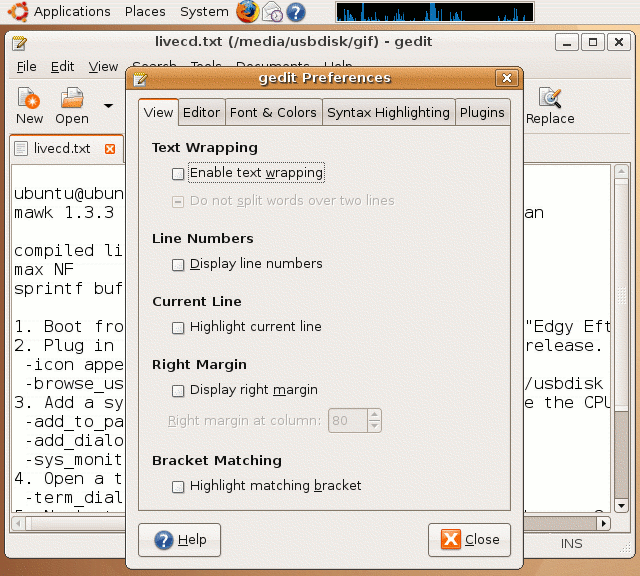 Applications Places System
livecd.txt (/media/usbdisk/gif) - gedit
File Edit View Search Tools Documents Help
gedit Preferences
New Open Replace
View Editor Font & Colors Syntax Highlighting Plugins
livecd.txt
Text Wrapping
Enable text wrapping
Do not split words over two lines
Line Numbers
Display line numbers
Current Line
Highlight current line
Right Margin
Display right margin
Right margin at column: 80
Bracket Matching
Highlight matching bracket
Help Close
ubuntu@ubun
mawk 1.3.3 an
compiled li
max NF
sprintf buf
1. Boot fro "Edgy Eft
2. Plug in release.
-icon appe
-browse_us /usbdisk
3. Add a sy e the CPU
-add_to_pa
-add_dialo
-sys_monit
4. Open a t
-term_dial
INS